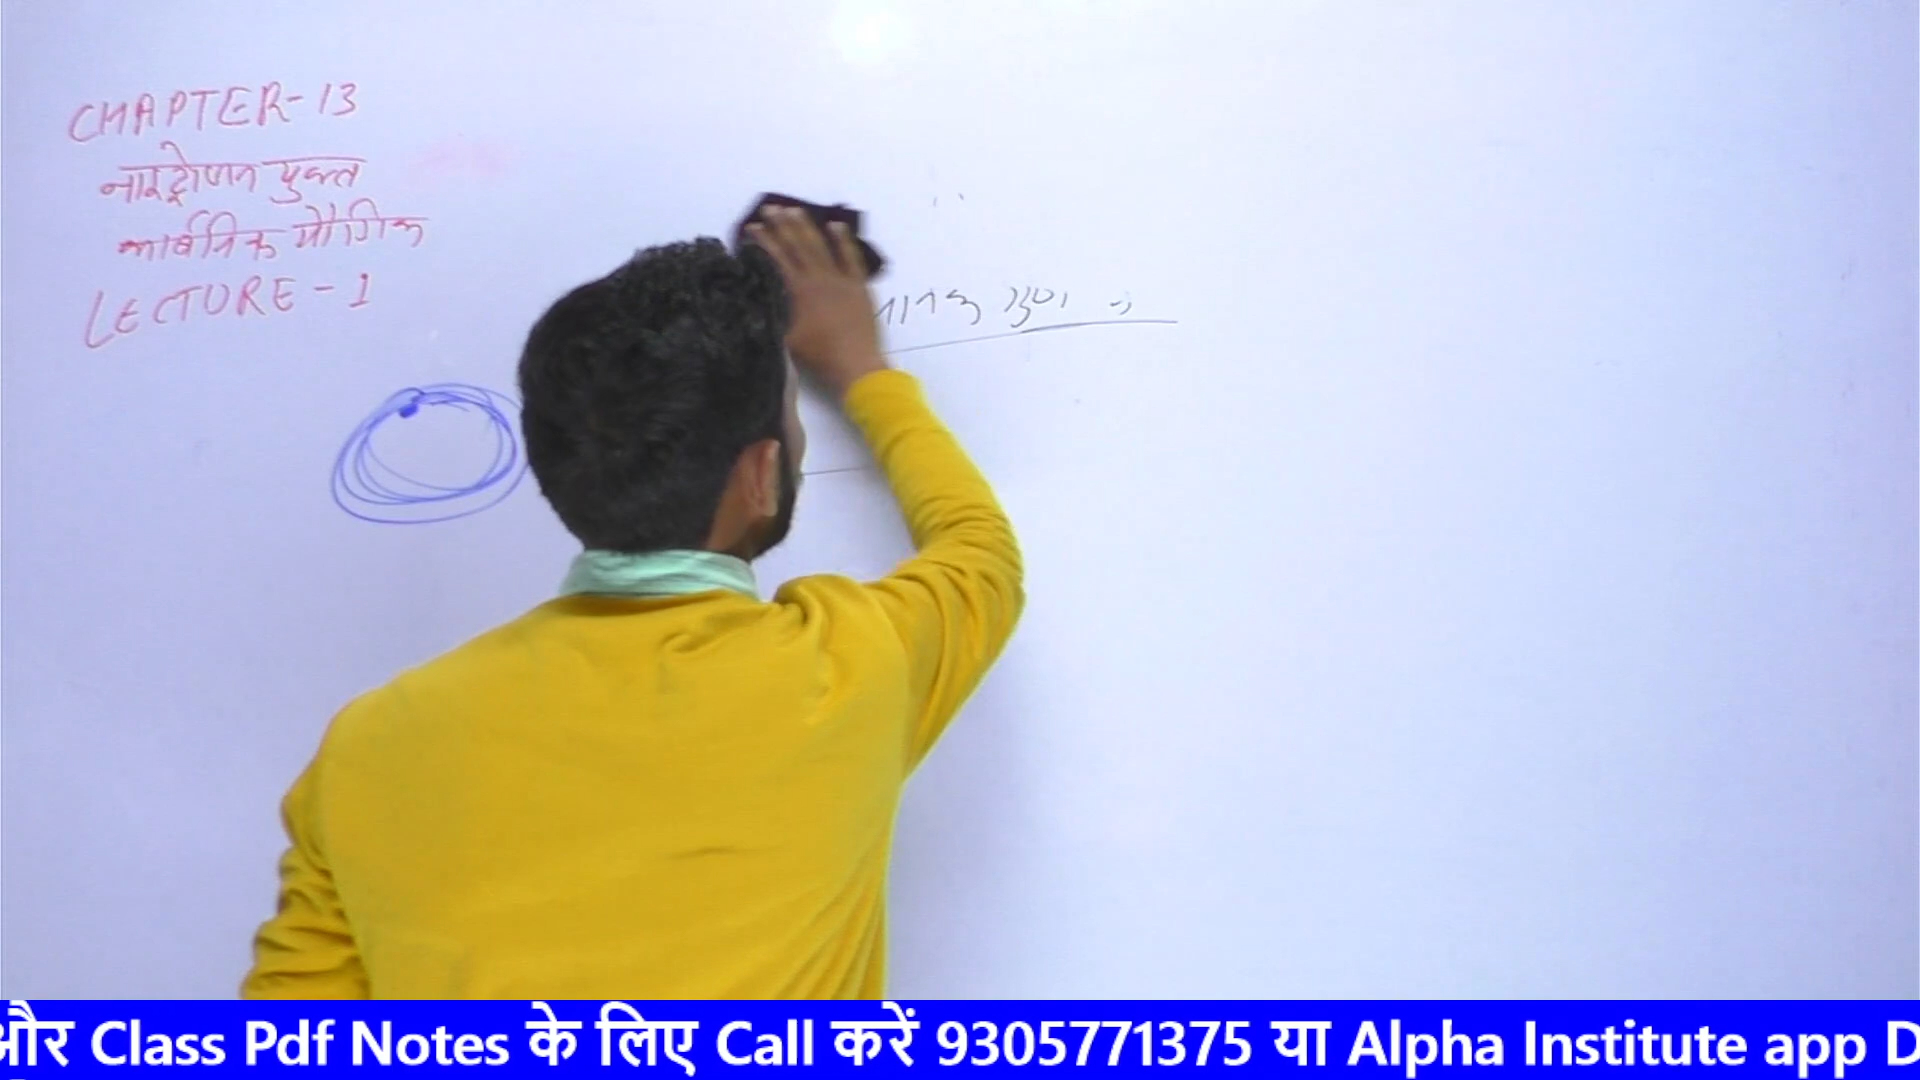 CHAPTER-13
नाइट्रोजन युक्त
कार्बनिक यौगिक
LECTURE-1
और Class Pdf Notes के लिए Call करें 9305771375 या Alpha Institute app D